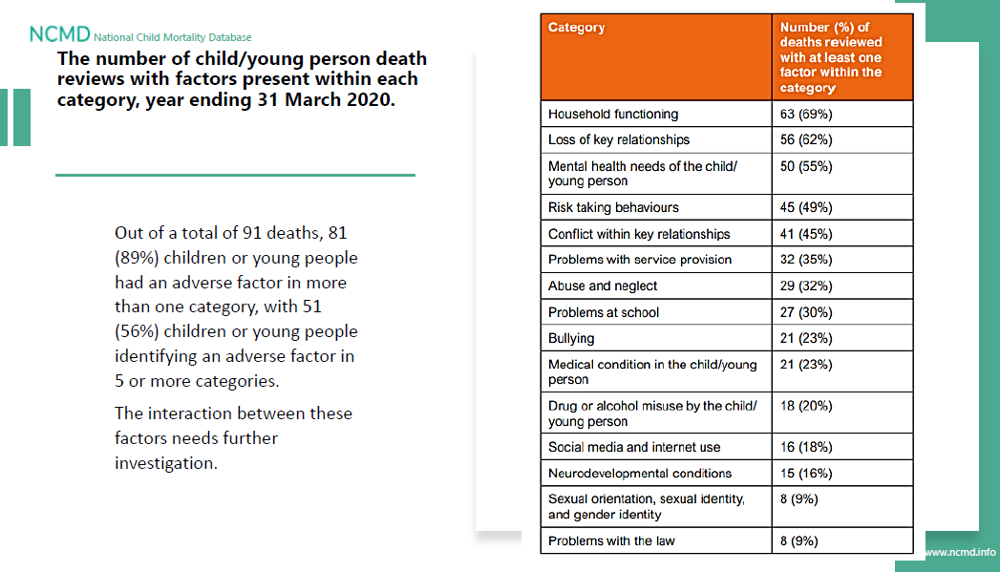 NCMD National Child Mortality Database
The number of child/young person death
reviews with factors present within each
category, year ending 31 March 2020.
Out of a total of 91 deaths, 81
(89%) children or young people
had an adverse factor in more
than one category, with 51
(56%) children or young people
identifying an adverse factor in
5 or more categories.
The interaction between these
factors needs further
investigation.
Category
Number (%) of
deaths reviewed
with at least one
factor within the
category
Household functioning 63 (69%)
Loss of key relationships 56 (62%)
Mental health needs of the child/ 50 (55%)
young person
Risk taking behaviours 45 (49%)
Conflict within key relationships 41 (45%)
Problems with service provision 32 (35%)
Abuse and neglect 29 (32%)
Problems at school 27 (30%)
Bullying 21 (23%)
Medical condition in the child/young 21 (23%)
person
Drug or alcohol misuse by the child/ 18 (20%)
young person
Social media and internet use 16 (18%)
Neurodevelopmental conditions 15 (16%)
Sexual orientation, sexual identity, 8 (9%)
and gender identity
Problems with the law 8 (9%)
www.ncmd.info